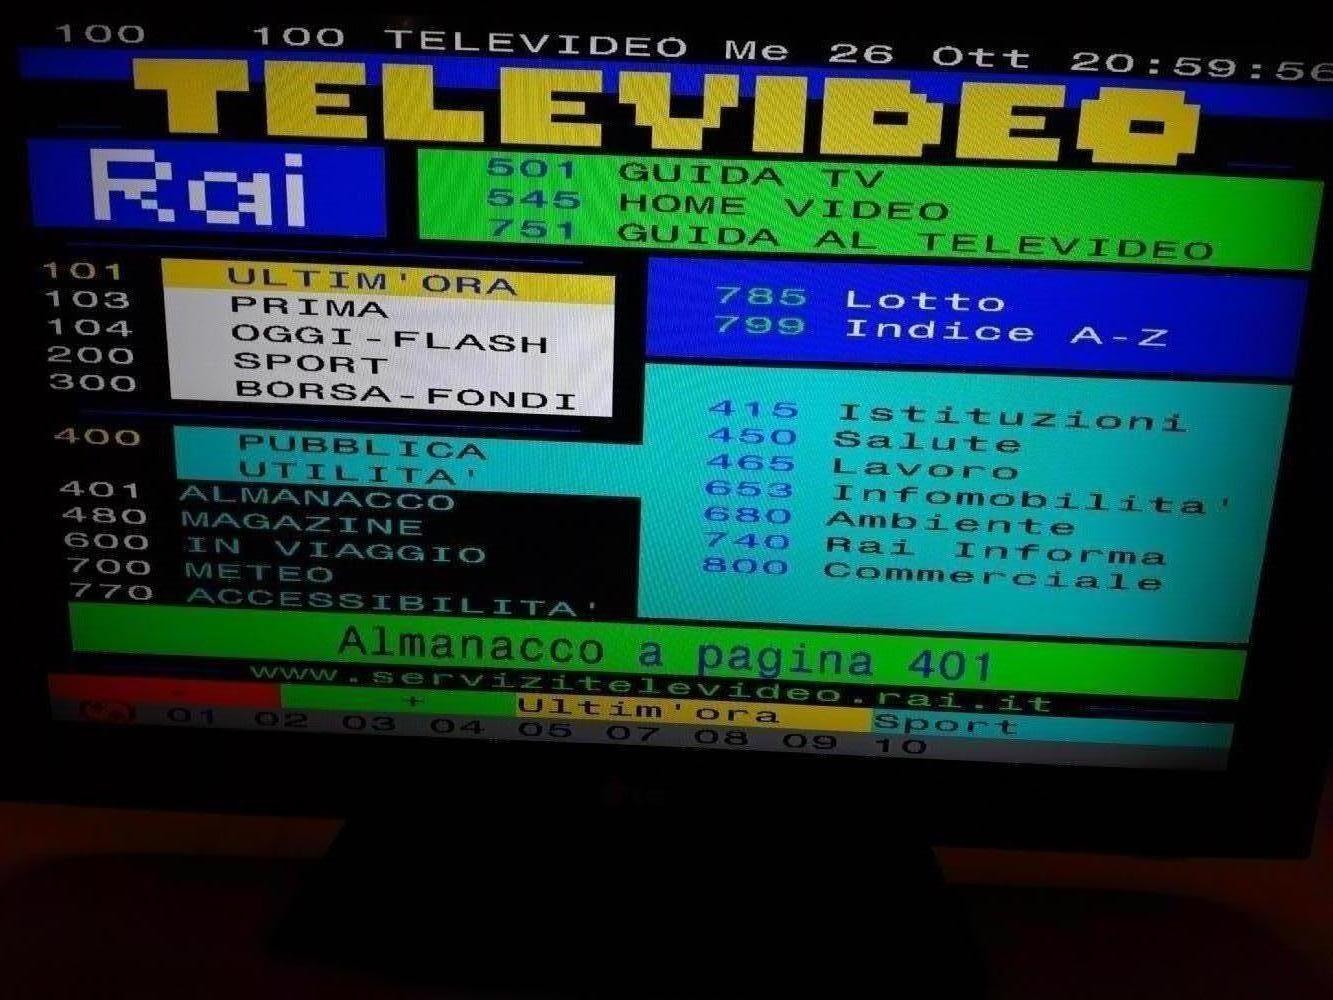 100 100 TELEVIDEO Me 26 Ott 20:59:56
TELEVIDEO
Rai
501 GUIDA TV
545 HOME VIDEO
751 GUIDA AL TELEVIDEO
101 ULTIM'ORA
103 PRIMA
104 OGGI-FLASH
200 SPORT
300 BORSA-FONDI
785 Lotto
799 Indice A-Z
400 PUBBLICA
UTILITA'
401 ALMANACCO
480 MAGAZINE
600 IN VIAGGIO
700 METEO
770 ACCESSIBILITA'
415 Istituzioni
450 Salute
465 Lavoro
653 Infomobilita'
680 Ambiente
740 Rai Informa
800 Commerciale
Almanacco a pagina 401
www.servizitelevideo.rai.it
- + Ultim'ora Sport
01 02 03 04 05 07 08 09 10
LG